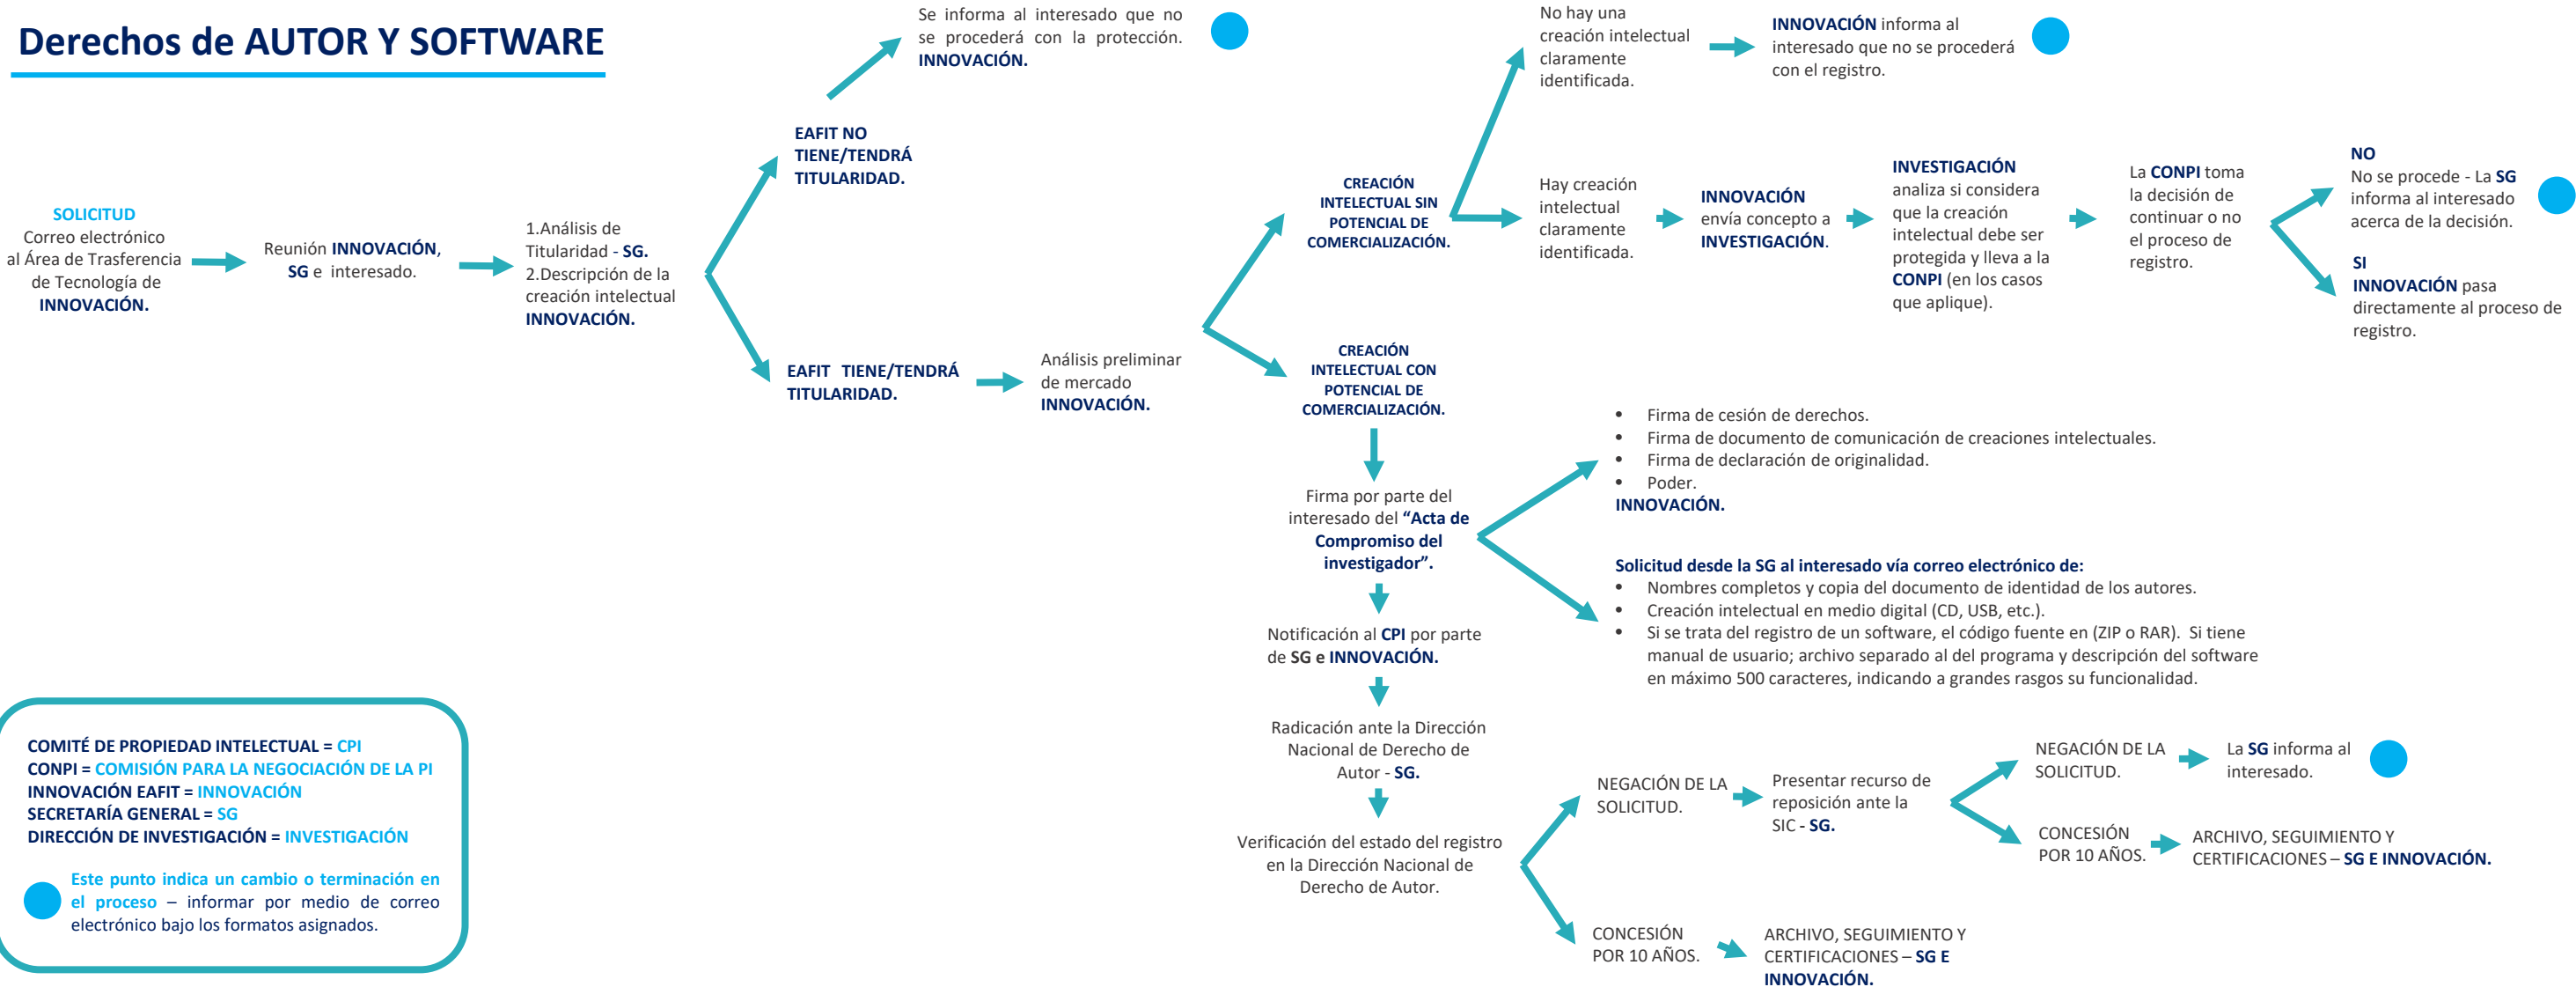 Derechos de AUTOR Y SOFTWARE
SOLICITUD
Correo electrónico
al Área de Trasferencia
de Tecnología de
INNOVACIÓN.
Reunión INNOVACIÓN,
SG e interesado.
1.Análisis de
Titularidad - SG.
2.Descripción de la
creación intelectual
INNOVACIÓN.
EAFIT NO
TIENE/TENDRÁ
TITULARIDAD.
Se informa al interesado que no
se procederá con la protección.
INNOVACIÓN.
EAFIT TIENE/TENDRÁ
TITULARIDAD.
Análisis preliminar
de mercado
INNOVACIÓN.
CREACIÓN
INTELECTUAL SIN
POTENCIAL DE
COMERCIALIZACIÓN.
No hay una
creación intelectual
claramente
identificada.
INNOVACIÓN informa al
interesado que no se procederá
con el registro.
Hay creación
intelectual
claramente
identificada.
INNOVACIÓN
envía concepto a
INVESTIGACIÓN.
INVESTIGACIÓN
analiza si considera
que la creación
intelectual debe ser
protegida y lleva a la
CONPI (en los casos
que aplique).
La CONPI toma
la decisión de
continuar o no
el proceso de
registro.
NO
No se procede - La SG
informa al interesado
acerca de la decisión.
SI
INNOVACIÓN pasa
directamente al proceso de
registro.
CREACIÓN
INTELECTUAL CON
POTENCIAL DE
COMERCIALIZACIÓN.
Firma por parte del
interesado del “Acta de
Compromiso del
investigador”.
• Firma de cesión de derechos.
• Firma de documento de comunicación de creaciones intelectuales.
• Firma de declaración de originalidad.
• Poder.
INNOVACIÓN.
Solicitud desde la SG al interesado vía correo electrónico de:
• Nombres completos y copia del documento de identidad de los autores.
• Creación intelectual en medio digital (CD, USB, etc.).
• Si se trata del registro de un software, el código fuente en (ZIP o RAR). Si tiene
manual de usuario; archivo separado al del programa y descripción del software
en máximo 500 caracteres, indicando a grandes rasgos su funcionalidad.
Notificación al CPI por parte
de SG e INNOVACIÓN.
Radicación ante la Dirección
Nacional de Derecho de
Autor - SG.
Verificación del estado del registro
en la Dirección Nacional de
Derecho de Autor.
NEGACIÓN DE LA
SOLICITUD.
Presentar recurso de
reposición ante la
SIC - SG.
NEGACIÓN DE LA
SOLICITUD.
La SG informa al
interesado.
CONCESIÓN
POR 10 AÑOS.
ARCHIVO, SEGUIMIENTO Y
CERTIFICACIONES – SG E INNOVACIÓN.
CONCESIÓN
POR 10 AÑOS.
ARCHIVO, SEGUIMIENTO Y
CERTIFICACIONES – SG E
INNOVACIÓN.
COMITÉ DE PROPIEDAD INTELECTUAL = CPI
CONPI = COMISIÓN PARA LA NEGOCIACIÓN DE LA PI
INNOVACIÓN EAFIT = INNOVACIÓN
SECRETARÍA GENERAL = SG
DIRECCIÓN DE INVESTIGACIÓN = INVESTIGACIÓN
Este punto indica un cambio o terminación en
el proceso – informar por medio de correo
electrónico bajo los formatos asignados.